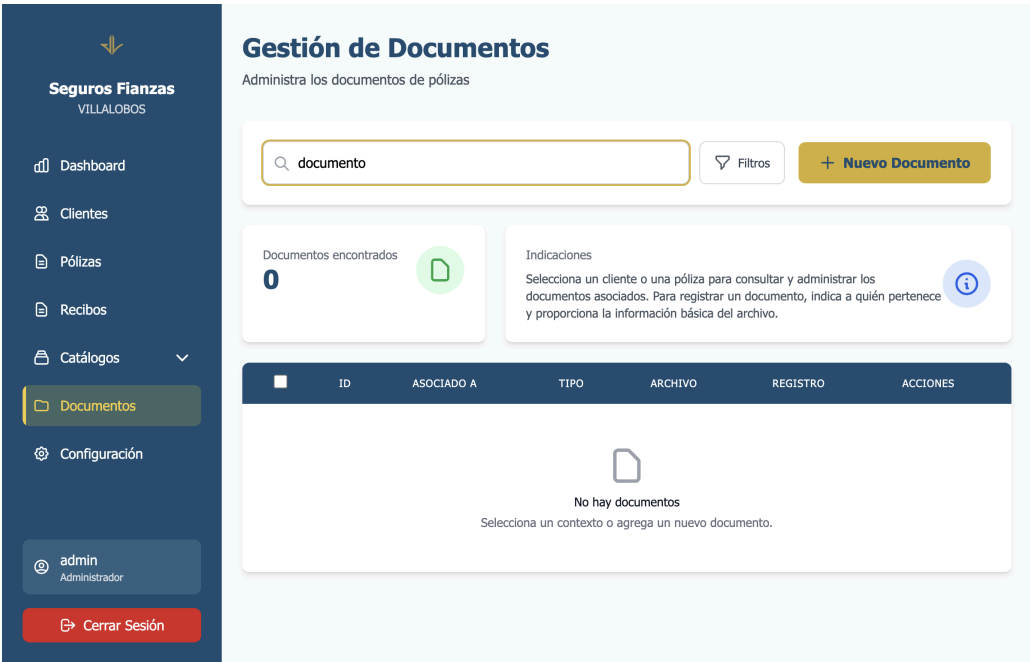 Seguros Fianzas
VILLALOBOS
Dashboard
Clientes
Pólizas
Recibos
Catálogos
Documentos
Configuración
admin
Administrador
Cerrar Sesión
Gestión de Documentos
Administra los documentos de pólizas
documento
Filtros
+ Nuevo Documento
Documentos encontrados
0
Indicaciones
Selecciona un cliente o una póliza para consultar y administrar los
documentos asociados. Para registrar un documento, indica a quién pertenece
y proporciona la información básica del archivo.
ID ASOCIADO A TIPO ARCHIVO REGISTRO ACCIONES
No hay documentos
Selecciona un contexto o agrega un nuevo documento.